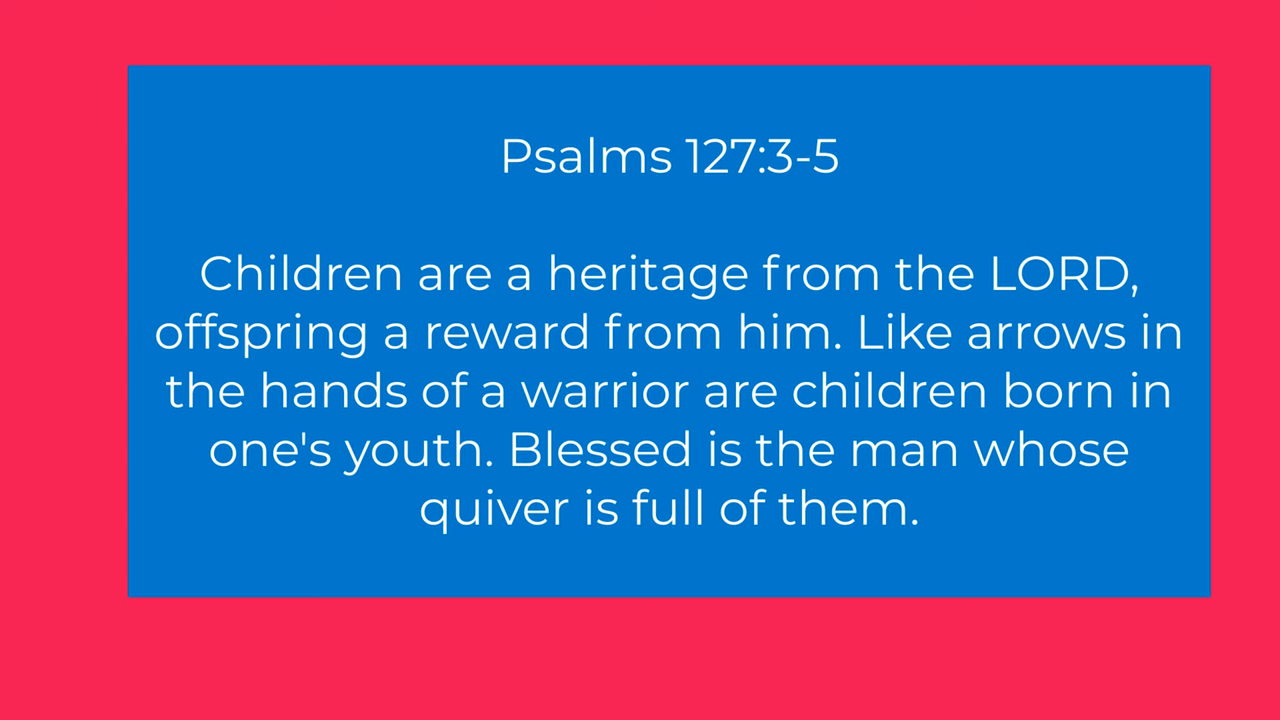 Psalms 127:3-5
Children are a heritage from the LORD,
offspring a reward from him. Like arrows in
the hands of a warrior are children born in
one's youth. Blessed is the man whose
quiver is full of them.